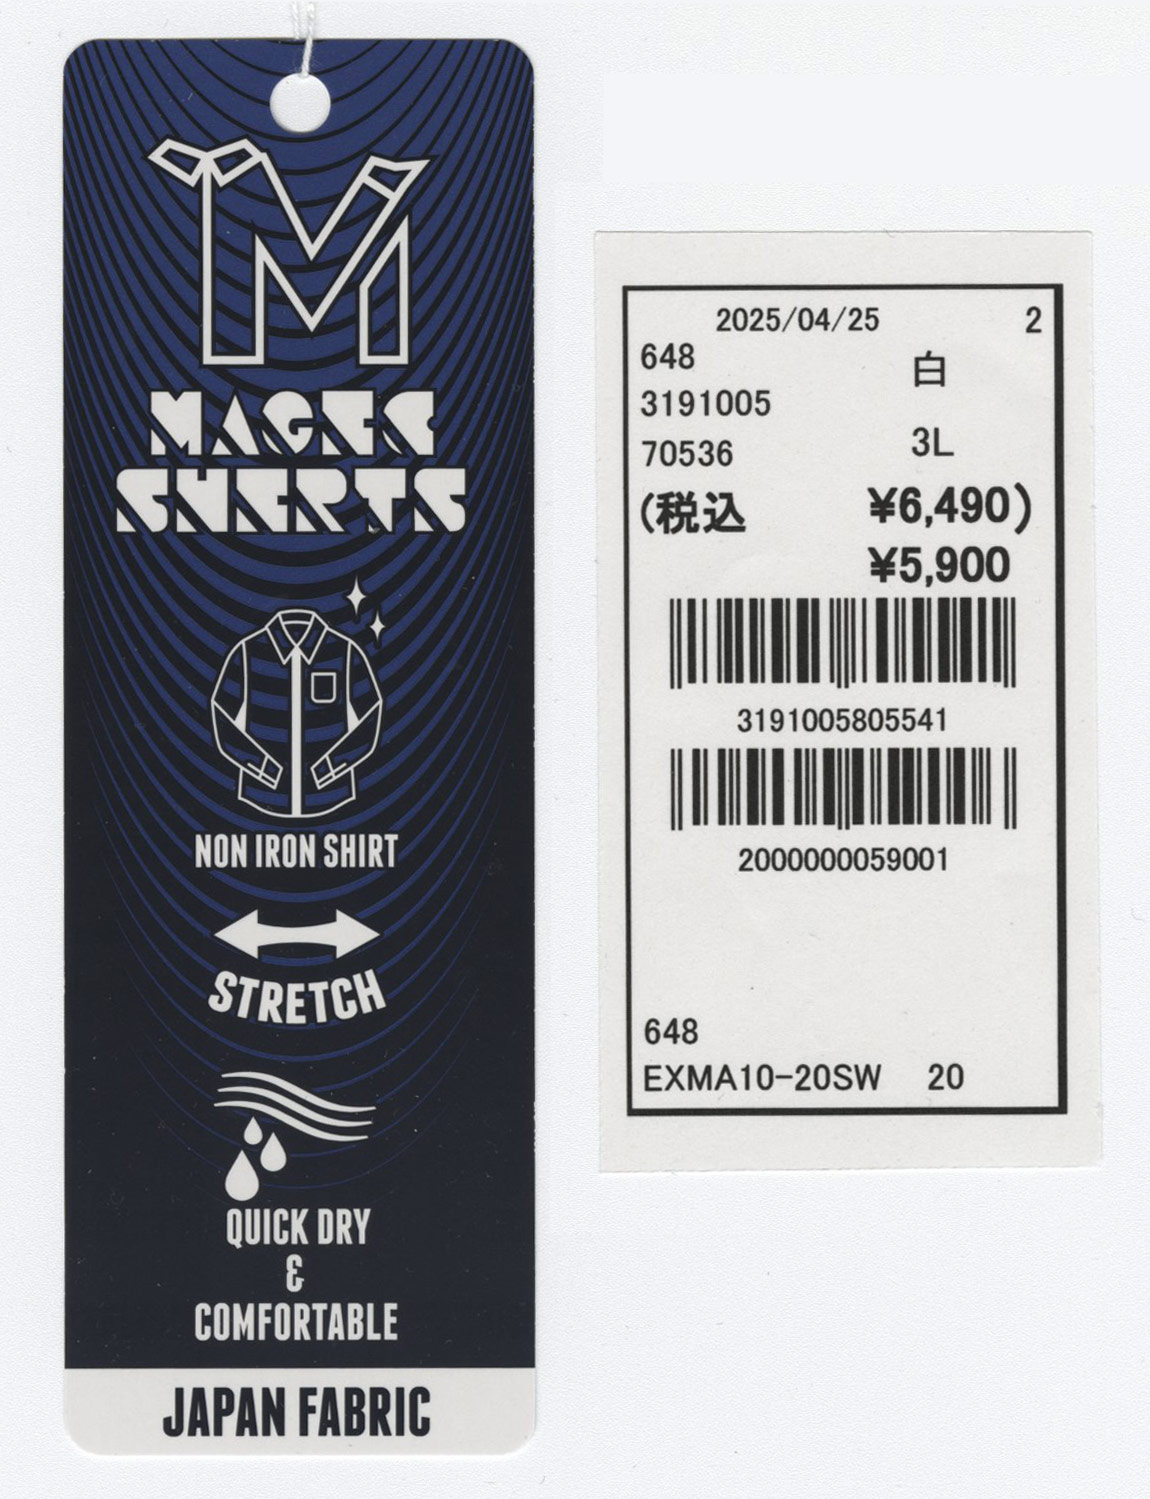 MAGIC
SHIRTS
NON IRON SHIRT
STRETCH
QUICK DRY
&
COMFORTABLE
JAPAN FABRIC
2025/04/25 2
648 白
3191005
70536 3L
(税込 ¥6,490)
¥5,900
3191005805541
2000000059001
648
EXMA10-20SW 20